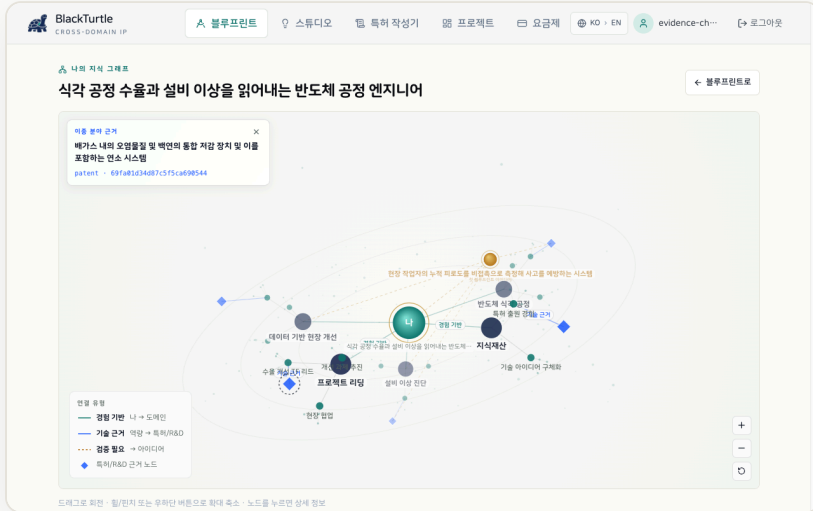 BlackTurtle
CROSS-DOMAIN IP
블루프린트
스튜디오
특허 작성기
프로젝트
요금제
KO › EN
evidence-ch…
로그아웃
나의 지식 그래프
식각 공정 수율과 설비 이상을 읽어내는 반도체 공정 엔지니어
← 블루프린트로
이종 분야 근거
배가스 내의 오염물질 및 백연의 통합 저감 장치 및 이를
포함하는 연소 시스템
patent · 69fa01d34d87c5f5ca690544
현장 작업자의 누적 피로도를 비접촉으로 측정해 사고를 예방하는 시스템
반도체 식각 공정
특허 출원 경험
기술 근거
나
경험 기반
데이터 기반 현장 개선
식각 공정 수율과 설비 이상을 읽어내는 반도체…
지식재산
기술 아이디어 구체화
프로젝트 리딩
설비 이상 진단
현장 협업
연결 유형
경험 기반 나 → 도메인
기술 근거 역량 → 특허/R&D
검증 필요 → 아이디어
특허/R&D 근거 노드
+
−
드래그로 회전 · 휠/핀치 또는 우하단 버튼으로 확대 축소 · 노드를 누르면 상세 정보